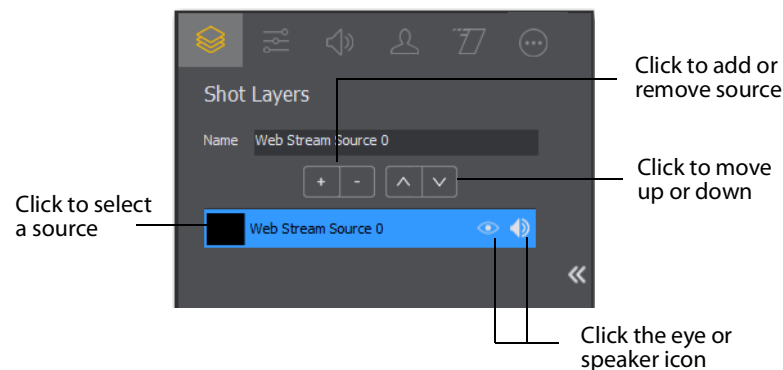 Shot Layers
Click to add or
remove source
Name Web Stream Source 0
+ -
Click to move
up or down
Click to select
a source
Web Stream Source 0
Click the eye or
speaker icon